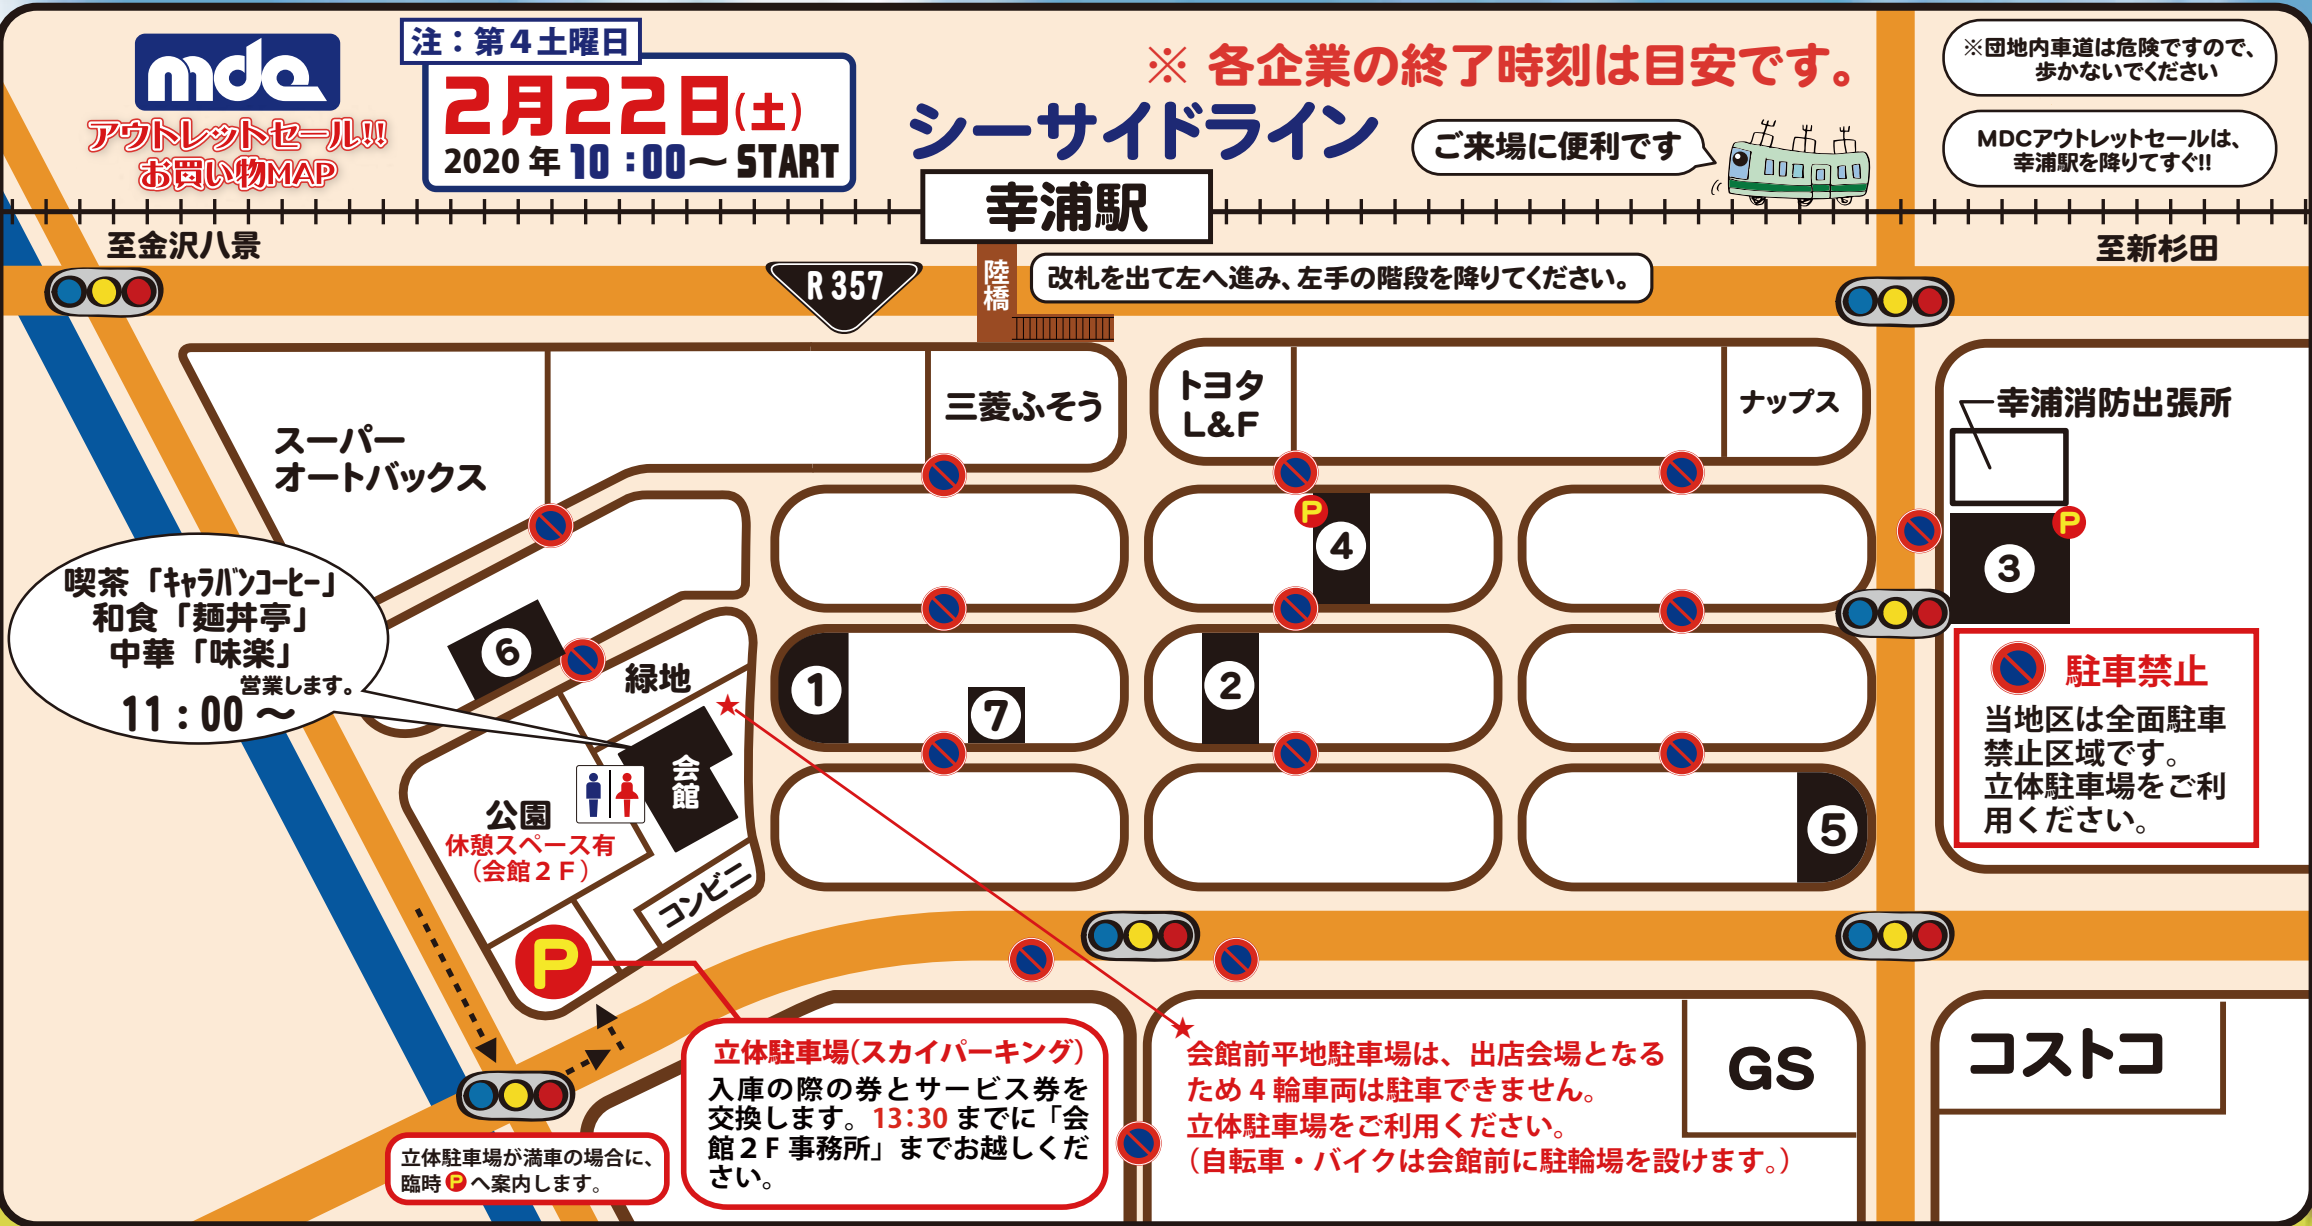 mdc
アウトレットセール!!
お買い物MAP
注：第４土曜日
2月22日(土)
2020 年 10：00～ START
※ 各企業の終了時刻は目安です。
シーサイドライン
ご来場に便利です
※団地内車道は危険ですので、
歩かないでください
MDCアウトレットセールは、
幸浦駅を降りてすぐ!!
幸浦駅
至金沢八景
至新杉田
R 357
陸橋
改札を出て左へ進み、左手の階段を降りてください。
スーパー
オートバックス
三菱ふそう
トヨタ
L&F
ナップス
幸浦消防出張所
P
④
P
③
喫茶「ｷｬﾗﾊﾞﾝｺｰﾋｰ」
和食「麺丼亭」
中華「味楽」
営業します。
11：00 ～
⑥
緑地
①
⑦
②
⑤
会館
公園
休憩スペース有
（会館２Ｆ）
コンビニ
P
駐車禁止
当地区は全面駐車
禁止区域です。
立体駐車場をご利
用ください。
立体駐車場（スカイパーキング）
入庫の際の券とサービス券を
交換します。13:30 までに「会
館２F 事務所」までお越しくだ
さい。
★
★
会館前平地駐車場は、出店会場となる
ため 4 輪車両は駐車できません。
立体駐車場をご利用ください。
（自転車・バイクは会館前に駐輪場を設けます。）
GS
コストコ
立体駐車場が満車の場合に、
臨時 P へ案内します。